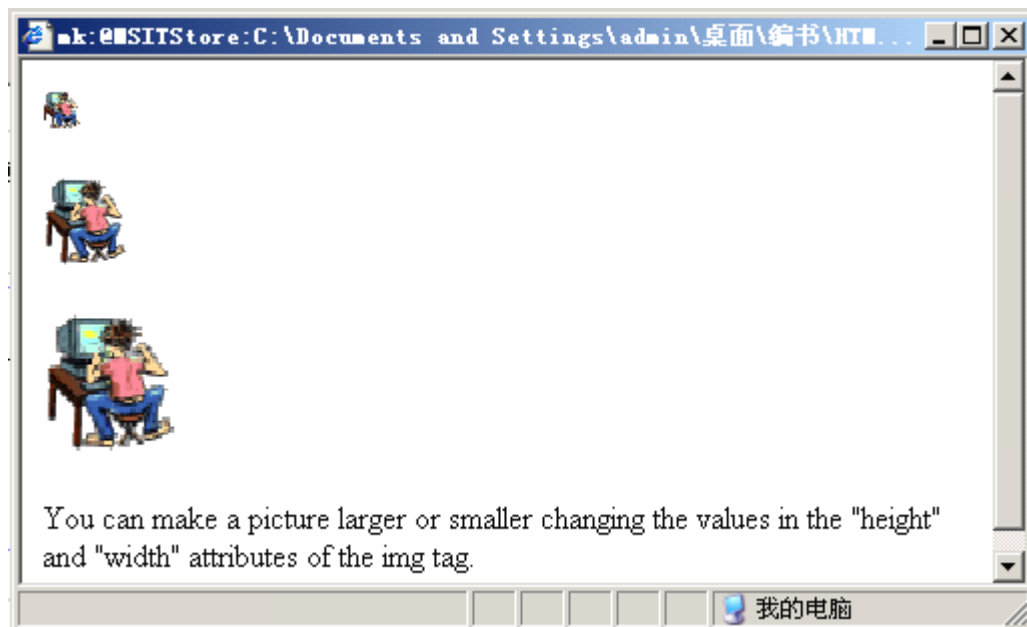 mk:@MSITStore:C:\Documents and Settings\admin\桌面\编书\HTM...
You can make a picture larger or smaller changing the values in the "height"
and "width" attributes of the img tag.
我的电脑